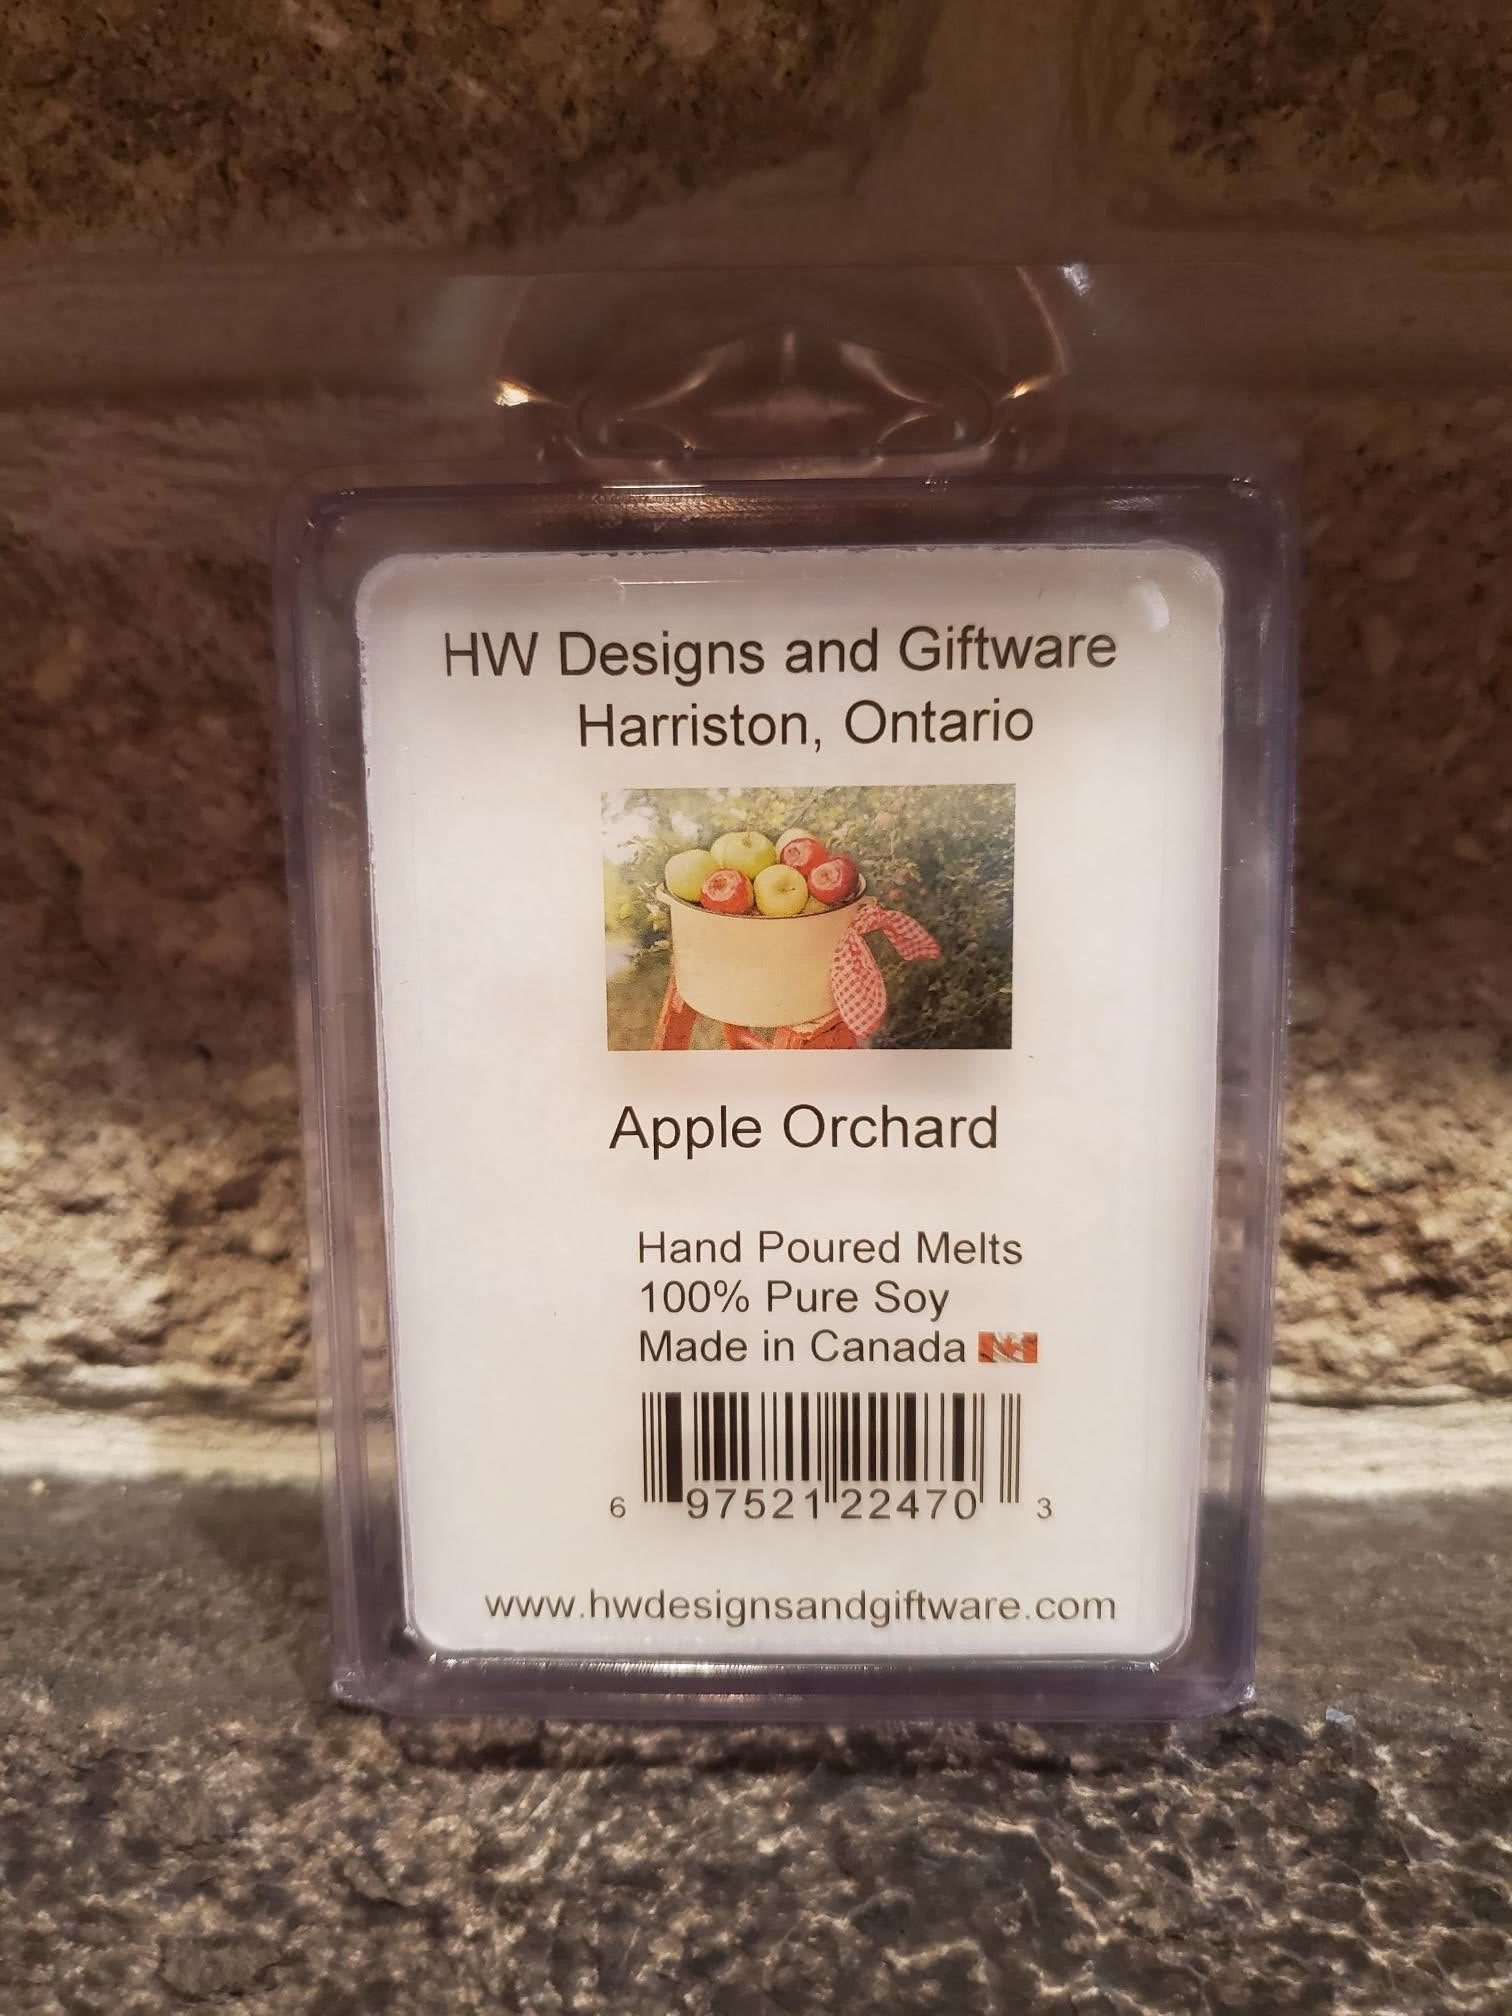 HW Designs and Giftware
Harriston, Ontario
Apple Orchard
Hand Poured Melts
100% Pure Soy
Made in Canada
6 97521 22470 3
www.hwdesignsandgiftware.com